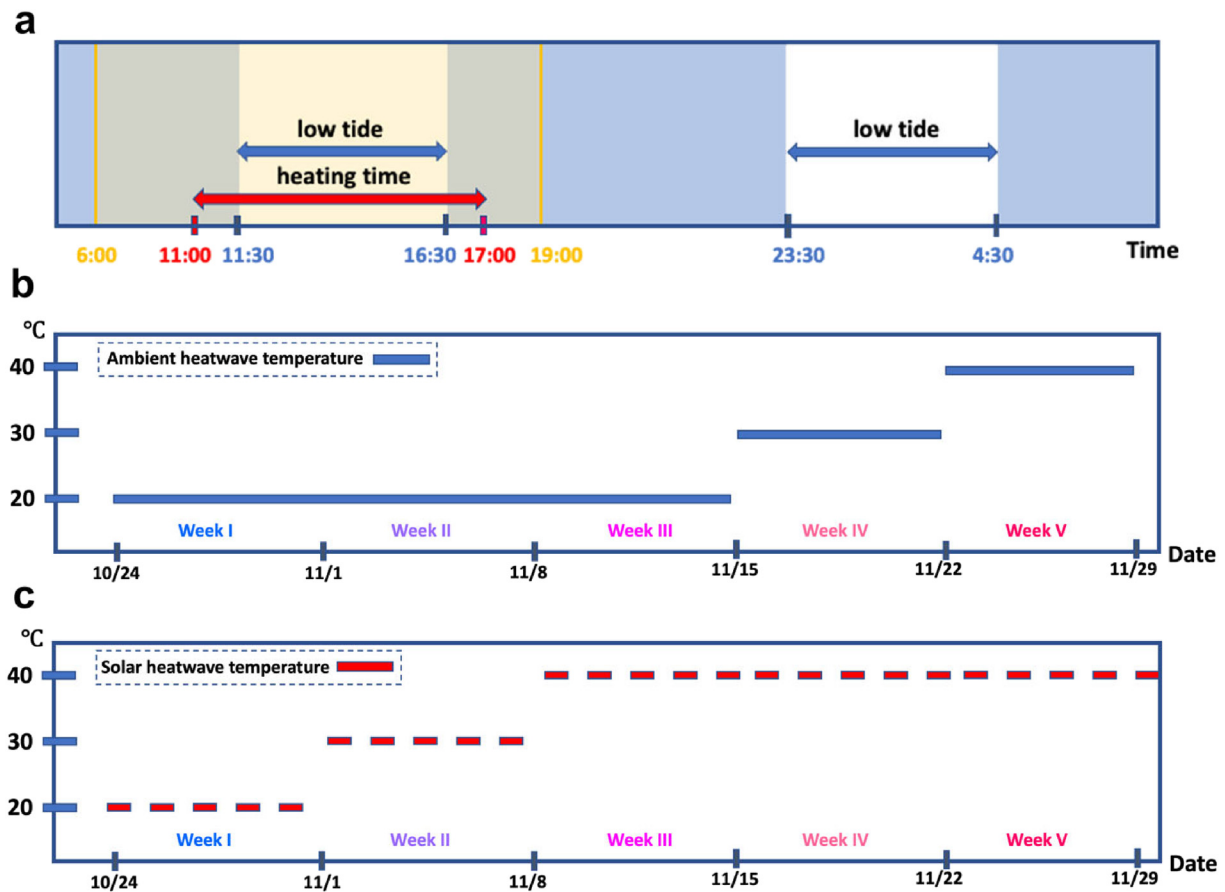 a
low tide
low tide
heating time
6:00 11:00 11:30 16:30 17:00 19:00 23:30 4:30 Time
b
°C
Ambient heatwave temperature
40
30
20
Week I Week II Week III Week IV Week V
10/24 11/1 11/8 11/15 11/22 11/29 Date
c
°C
Solar heatwave temperature
40
30
20
Week I Week II Week III Week IV Week V
10/24 11/1 11/8 11/15 11/22 11/29 Date